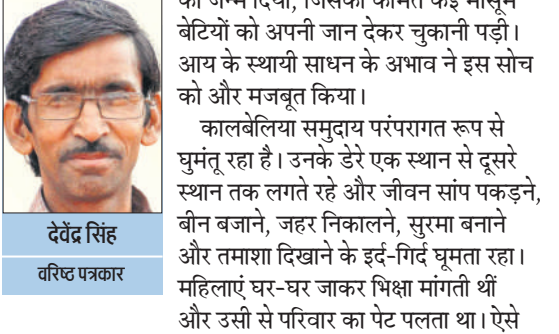 को जन्म दिया, जिसकी कीमत कई मासूम
बेटियों को अपनी जान देकर चुकानी पड़ी।
आय के स्थायी साधन के अभाव ने इस सोच
को और मजबूत किया।
कालबेलिया समुदाय परंपरागत रूप से
घुमंतू रहा है। उनके डेरे एक स्थान से दूसरे
स्थान तक लगते रहे और जीवन सांप पकड़ने,
बीन बजाने, जहर निकालने, सुरमा बनाने
और तमाशा दिखाने के इर्द-गिर्द घूमता रहा।
महिलाएं घर-घर जाकर भिक्षा मांगती थीं
और उसी से परिवार का पेट पलता था। ऐसे
देवेंद्र सिंह
वरिष्ठ पत्रकार